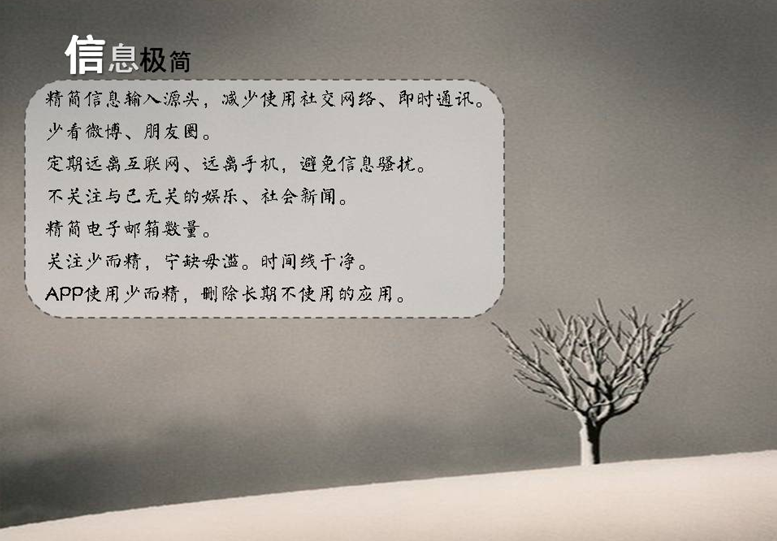 信息极简
精简信息输入源头，减少使用社交网络、即时通讯。
少看微博、朋友圈。
定期远离互联网、远离手机，避免信息骚扰。
不关注与己无关的娱乐、社会新闻。
精简电子邮箱数量。
关注少而精，宁缺毋滥。时间线干净。
APP使用少而精，删除长期不使用的应用。